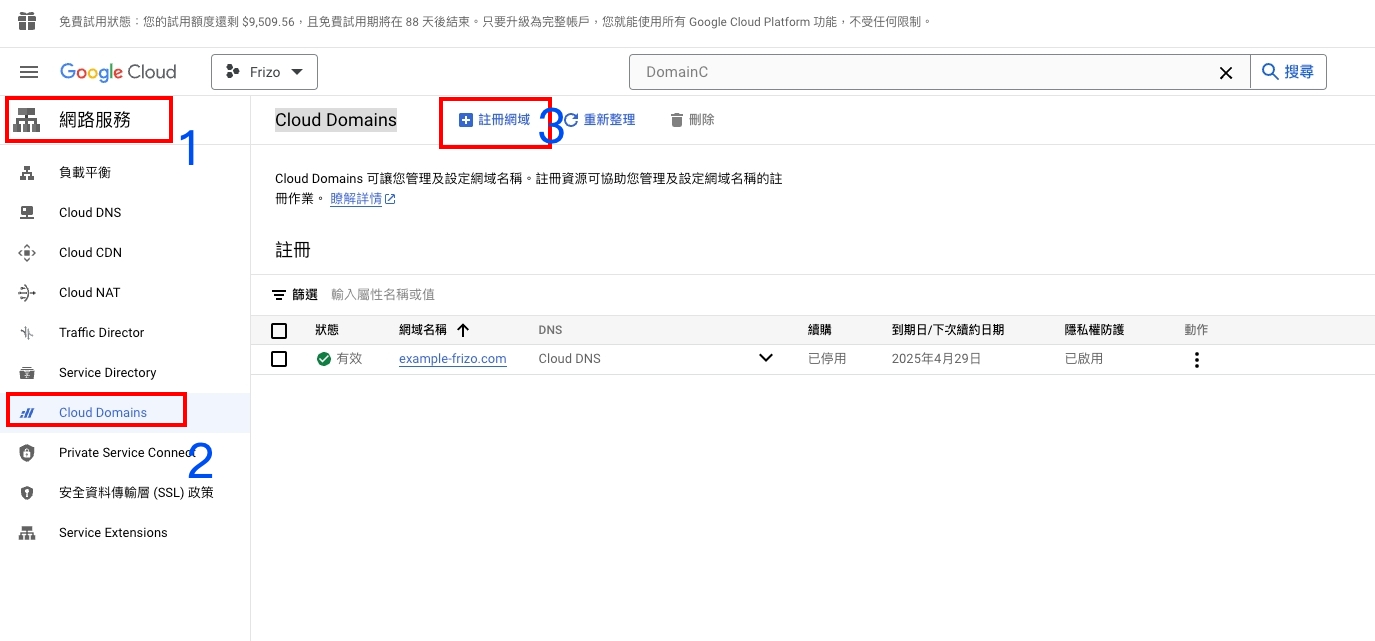 免費試用狀態：您的試用額度還剩 $9,509.56，且免費試用期將在 88 天後結束。只要升級為完整帳戶，您就能使用所有 Google Cloud Platform 功能，不受任何限制。
Google Cloud
Frizo
DomainC
搜尋
網路服務
1
負載平衡
Cloud DNS
Cloud CDN
Cloud NAT
Traffic Director
Service Directory
Cloud Domains
2
Private Service Connect
安全資料傳輸層 (SSL) 政策
Service Extensions
Cloud Domains
註冊網域
3
重新整理
刪除
Cloud Domains 可讓您管理及設定網域名稱。註冊資源可協助您管理及設定網域名稱的註
冊作業。 瞭解詳情
註冊
篩選 輸入屬性名稱或值
狀態 網域名稱 DNS 續購 到期日/下次續約日期 隱私權防護 動作
有效 example-frizo.com Cloud DNS 已停用 2025年4月29日 已啟用